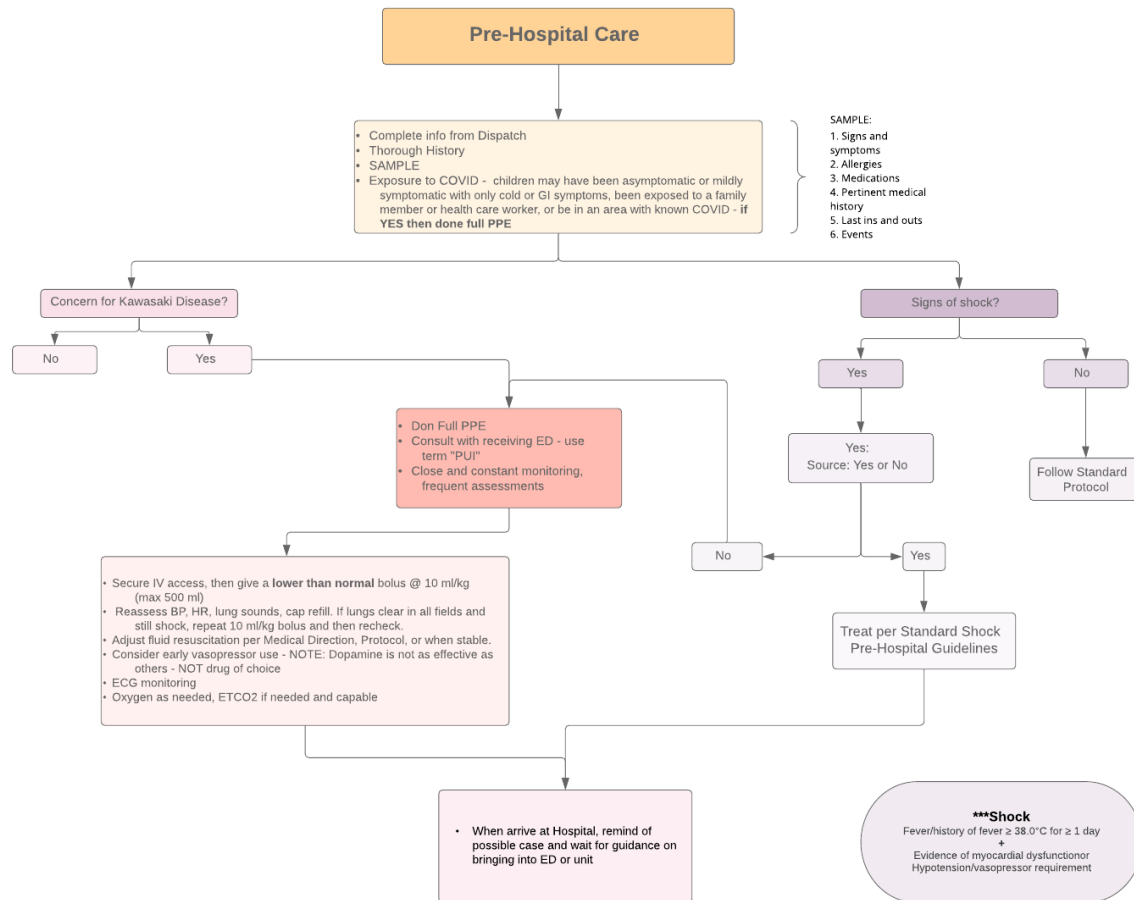 Pre-Hospital Care
• Complete info from Dispatch
• Thorough History
• SAMPLE
• Exposure to COVID - children may have been asymptomatic or mildly
symptomatic with only cold or GI symptoms, been exposed to a family
member or health care worker, or be in an area with known COVID - if
YES then done full PPE
SAMPLE:
1. Signs and
symptoms
2. Allergies
3. Medications
4. Pertinent medical
history
5. Last ins and outs
6. Events
Concern for Kawasaki Disease?
No
Yes
Signs of shock?
Yes
No
• Don Full PPE
• Consult with receiving ED - use
term "PUI"
• Close and constant monitoring,
frequent assessments
Yes:
Source: Yes or No
Follow Standard
Protocol
No
Yes
• Secure IV access, then give a lower than normal bolus @ 10 ml/kg
(max 500 ml)
• Reassess BP, HR, lung sounds, cap refill. If lungs clear in all fields and
still shock, repeat 10 ml/kg bolus and then recheck.
• Adjust fluid resuscitation per Medical Direction, Protocol, or when stable.
• Consider early vasopressor use - NOTE: Dopamine is not as effective as
others - NOT drug of choice
• ECG monitoring
• Oxygen as needed, ETCO2 if needed and capable
Treat per Standard Shock
Pre-Hospital Guidelines
• When arrive at Hospital, remind of
possible case and wait for guidance on
bringing into ED or unit
***Shock
Fever/history of fever ≥ 38.0°C for ≥ 1 day
+
Evidence of myocardial dysfunctionor
Hypotension/vasopressor requirement